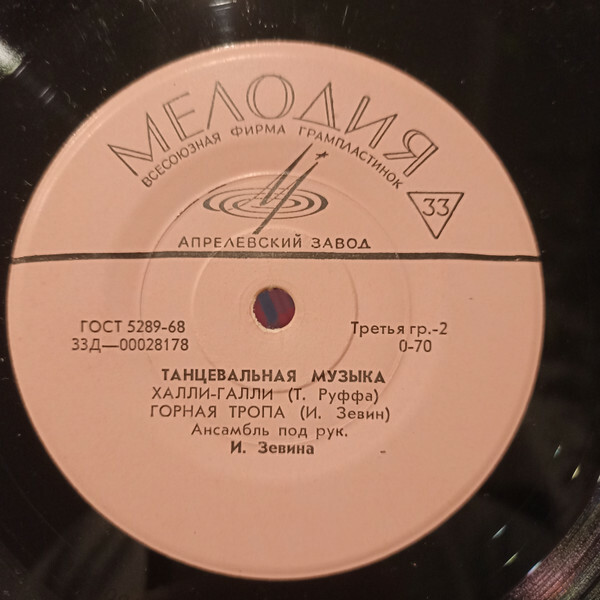 МЕЛОДИЯ
ВСЕСОЮЗНАЯ ФИРМА ГРАМПЛАСТИНОК
33
АПРЕЛЕВСКИЙ ЗАВОД
ГОСТ 5289-68 Третья гр.-2
33Д—00028178 0-70
ТАНЦЕВАЛЬНАЯ МУЗЫКА
ХАЛЛИ-ГАЛЛИ (Т. Руффа)
ГОРНАЯ ТРОПА (И. Зевин)
Ансамбль под рук.
И. Зевина